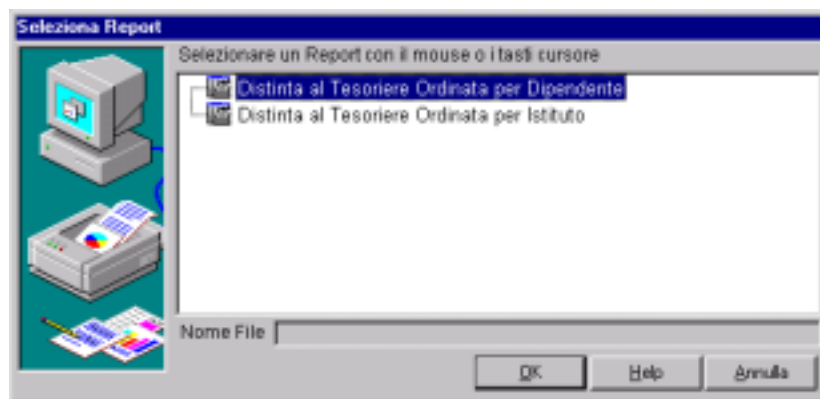 Seleziona Report
Selezionare un Report con il mouse o i tasti cursore
Distinta al Tesoriere Ordinata per Dipendente
Distinta al Tesoriere Ordinata per Istituto
Nome File
OK Help Annulla